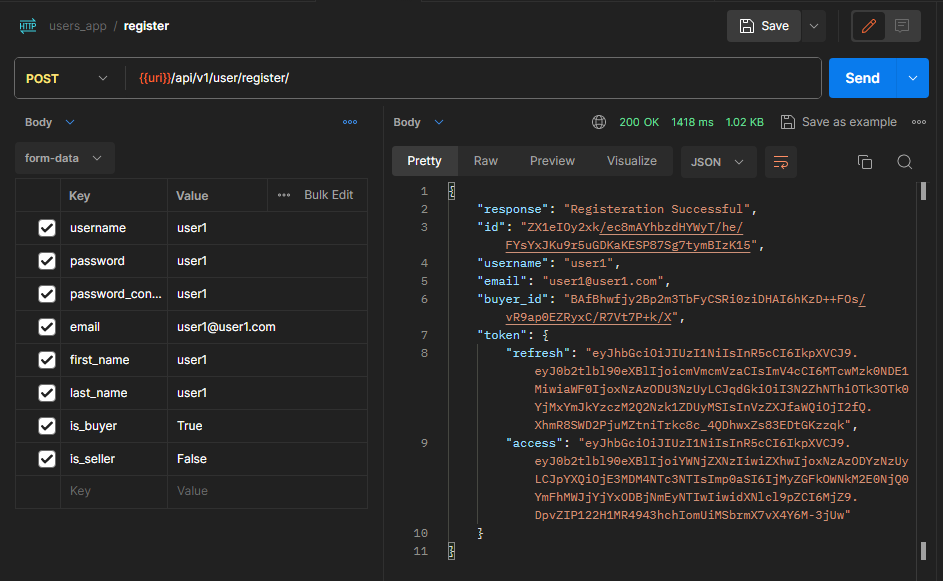 HTTP users_app / register
Save
POST {{uri}}/api/v1/user/register/
Send
Body
form-data
Key Value Bulk Edit
username user1
password user1
password_con... user1
email user1@user1.com
first_name user1
last_name user1
is_buyer True
is_seller False
Key Value
Body 200 OK 1418 ms 1.02 KB Save as example
Pretty Raw Preview Visualize JSON
1 {
2 "response": "Registeration Successful",
3 "id": "ZX1eIOy2xk/ec8mAYhbzdHYWyT/he/
FYsYxJKu9r5uGDKaKESP87Sg7tymBIzK15",
4 "username": "user1",
5 "email": "user1@user1.com",
6 "buyer_id": "BAfBhwfjy2Bp2m3TbFyCSRi0ziDHAI6hKzD++FOs/
vR9ap0EZRyxC/R7Vt7P+k/X",
7 "token": {
8 "refresh": "eyJhbGciOiJIUzI1NiIsInR5cCI6IkpXVCJ9.
eyJ0b2tlbl90eXBlIjoicmVmcmVzaCIsImV4cCI6MTcwMzk0NDE1
MiwiaWF0IjoxNzAzODU3NzUyLCJqdGkiOiI3N2ZhNThiOTk3OTk0
YjMxYmJkYzczM2Q2Nzk1ZDUyMSIsInVzZXJfaWQiOjI2fQ.
XhmR8SWD2PjuMZtniTrkc8c_4QDhwxZs83EDtGKzzqk",
9 "access": "eyJhbGciOiJIUzI1NiIsInR5cCI6IkpXVCJ9.
eyJ0b2tlbl90eXBlIjoiYWNjZXNzIiwiZXhwIjoxNzAzODYzNzUy
LCJpYXQiOjE3MDM4NTc3NTIsImp0aSI6IjMyZGFkOWNkM2E0NjQ0
YmFhMWJjYjYxODBjNmEyNTIwIiwidXNlcl9pZCI6MjZ9.
DpvZIP122H1MR4943hchIomUiMSbrmX7vX4Y6M-3jUw"
10 }
11 }